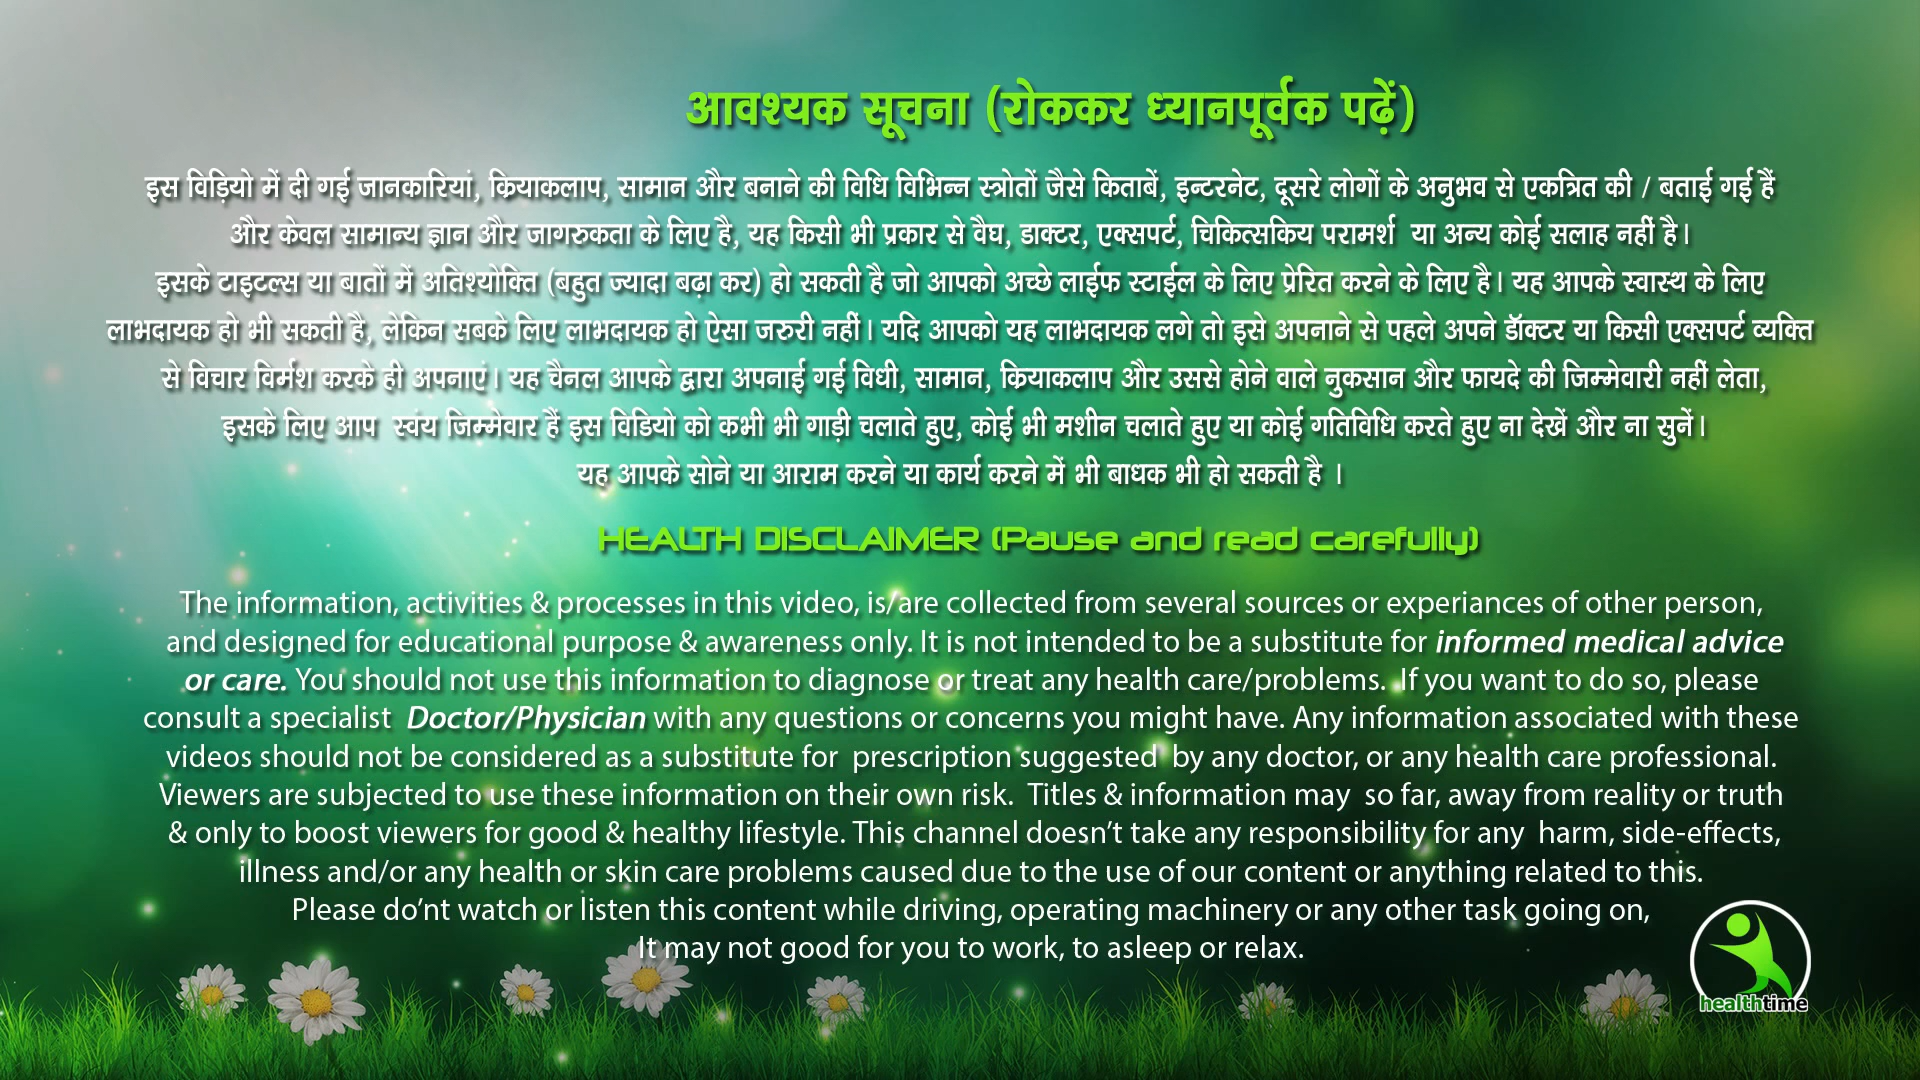 आवश्यक सूचना (रोककर ध्यानपूर्वक पढ़ें)
इस विड़ियो में दी गई जानकारियां, क्रियाकलाप, सामान और बनाने की विधि विभिन्न स्त्रोतों जैसे किताबें, इन्टरनेट, दूसरे लोगों के अनुभव से एकत्रित की / बताई गई हैं
और केवल सामान्य ज्ञान और जागरुकता के लिए है, यह किसी भी प्रकार से वैघ, डाक्टर, एक्सपर्ट, चिकित्सकिय परामर्श या अन्य कोई सलाह नहीं है।
इसके टाइटल्स या बातों में अतिश्योक्ति (बहुत ज्यादा बढ़ा कर) हो सकती है जो आपको अच्छे लाईफ स्टाईल के लिए प्रेरित करने के लिए है। यह आपके स्वास्थ के लिए
लाभदायक हो भी सकती है, लेकिन सबके लिए लाभदायक हो ऐसा जरुरी नहीं। यदि आपको यह लाभदायक लगे तो इसे अपनाने से पहले अपने डॉक्टर या किसी एक्सपर्ट व्यक्ति
से विचार विर्मश करके ही अपनाएं। यह चैनल आपके द्वारा अपनाई गई विधी, सामान, क्रियाकलाप और उससे होने वाले नुकसान और फायदे की जिम्मेवारी नहीं लेता,
इसके लिए आप स्वंय जिम्मेवार हैं इस विडियो को कभी भी गाड़ी चलाते हुए, कोई भी मशीन चलाते हुए या कोई गतिविधि करते हुए ना देखें और ना सुनें।
यह आपके सोने या आराम करने या कार्य करने में भी बाधक भी हो सकती है ।
HEALTH DISCLAIMER (Pause and read carefully)
The information, activities & processes in this video, is/are collected from several sources or experiances of other person,
and designed for educational purpose & awareness only. It is not intended to be a substitute for informed medical advice
or care. You should not use this information to diagnose or treat any health care/problems. If you want to do so, please
consult a specialist Doctor/Physician with any questions or concerns you might have. Any information associated with these
videos should not be considered as a substitute for prescription suggested by any doctor, or any health care professional.
Viewers are subjected to use these information on their own risk. Titles & information may so far, away from reality or truth
& only to boost viewers for good & healthy lifestyle. This channel doesn’t take any responsibility for any harm, side-effects,
illness and/or any health or skin care problems caused due to the use of our content or anything related to this.
Please do’nt watch or listen this content while driving, operating machinery or any other task going on,
It may not good for you to work, to asleep or relax.
healthtime